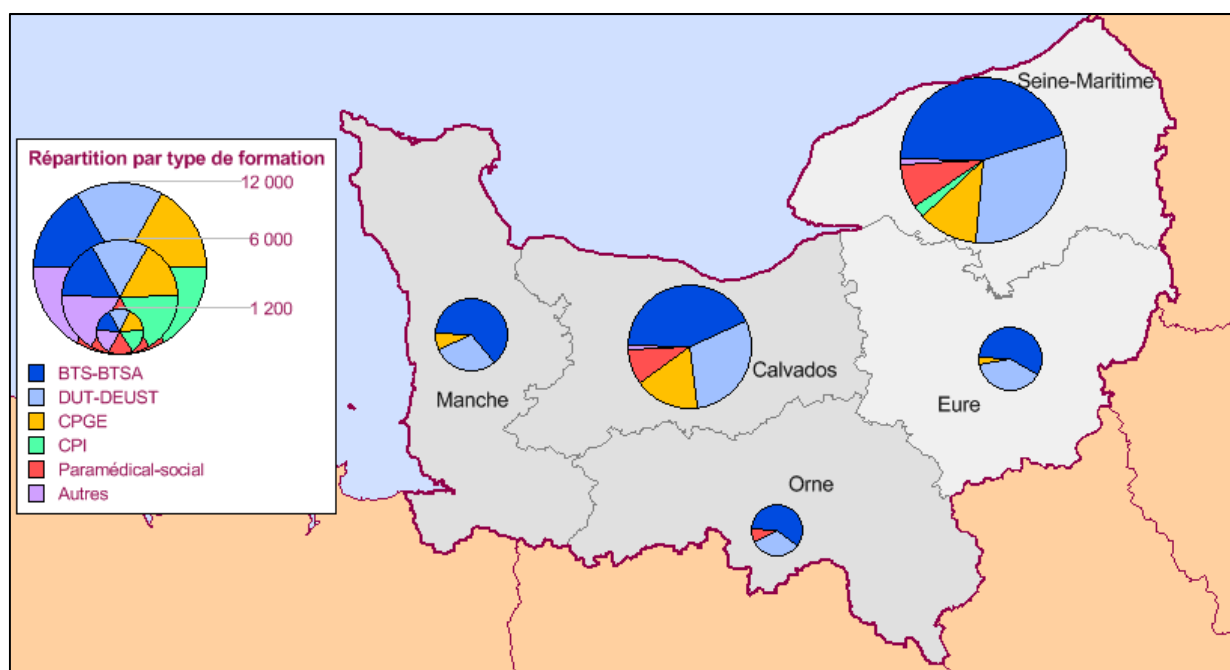 Seine-Maritime
Répartition par type de formation
12 000
6 000
1 200
BTS-BTSA
DUT-DEUST
CPGE
CPI
Paramédical-social
Autres
Manche
Calvados
Eure
Orne